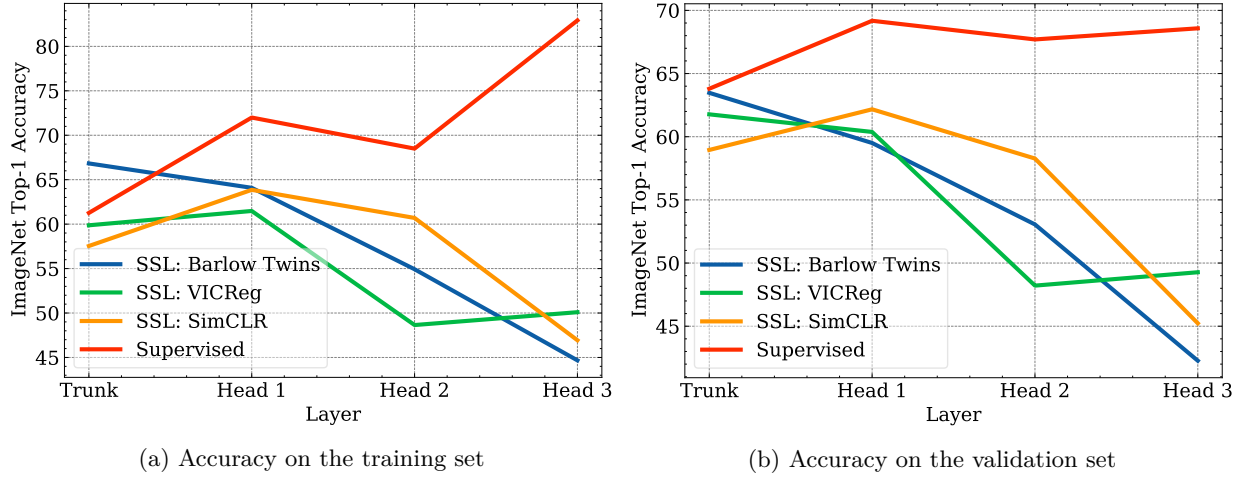 ImageNet Top-1 Accuracy
80
75
70
65
60
55
50
45
SSL: Barlow Twins
SSL: VICReg
SSL: SimCLR
Supervised
Trunk Head 1 Head 2 Head 3
Layer
(a) Accuracy on the training set
ImageNet Top-1 Accuracy
70
65
60
55
50
45
SSL: Barlow Twins
SSL: VICReg
SSL: SimCLR
Supervised
Trunk Head 1 Head 2 Head 3
Layer
(b) Accuracy on the validation set